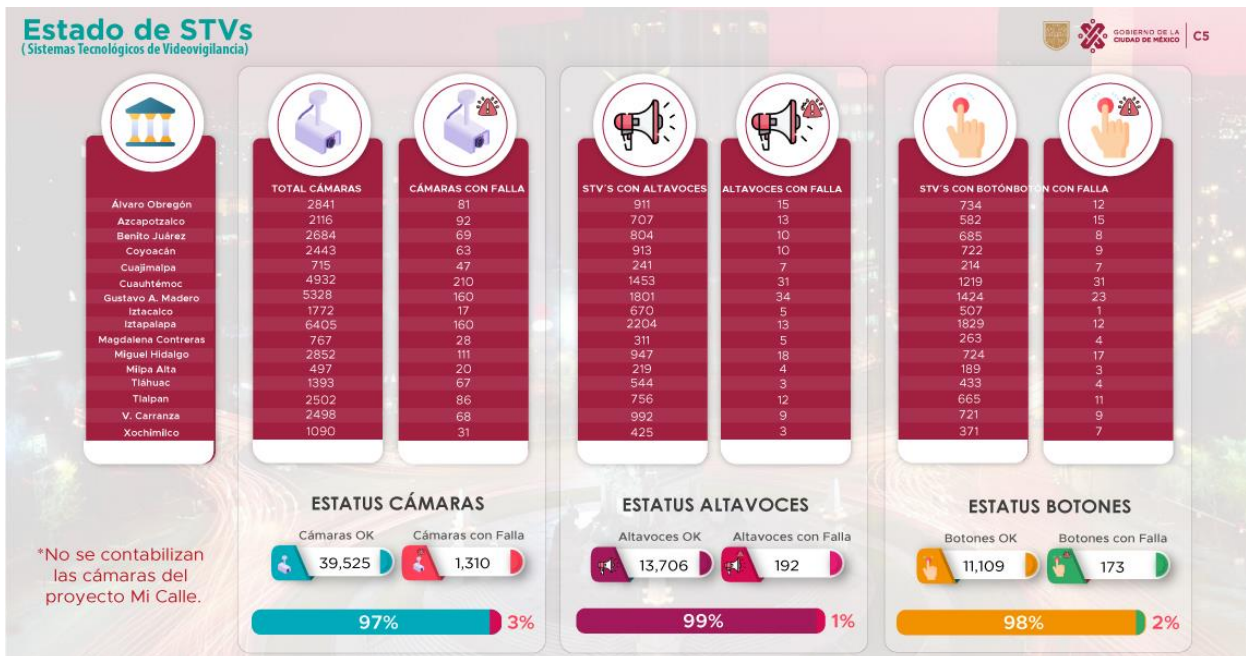 Estado de STVs
( Sistemas Tecnológicos de Videovigilancia)
GOBIERNO DE LA
CIUDAD DE MÉXICO
C5
TOTAL CÁMARAS CÁMARAS CON FALLA STV´S CON ALTAVOCES ALTAVOCES CON FALLA STV´S CON BOTÓN BOTÓN CON FALLA
Álvaro Obregón 2841 81 911 15 734 12
Azcapotzalco 2116 92 707 13 582 15
Benito Juárez 2684 69 804 10 685 8
Coyoacán 2443 63 913 10 722 9
Cuajimalpa 715 47 241 7 214 7
Cuauhtémoc 4932 210 1453 31 1219 31
Gustavo A. Madero 5328 160 1801 34 1424 23
Iztacalco 1772 17 670 5 507 1
Iztapalapa 6405 160 2204 13 1829 12
Magdalena Contreras 767 28 311 5 263 4
Miguel Hidalgo 2852 111 947 18 724 17
Milpa Alta 497 20 219 4 189 3
Tláhuac 1393 67 544 3 433 4
Tlalpan 2502 86 756 12 665 11
V. Carranza 2498 68 992 9 721 9
Xochimilco 1090 31 425 3 371 7
ESTATUS CÁMARAS
Cámaras OK Cámaras con Falla
39,525 1,310
97% 3%
ESTATUS ALTAVOCES
Altavoces OK Altavoces con Falla
13,706 192
99% 1%
ESTATUS BOTONES
Botones OK Botones con Falla
11,109 173
98% 2%
*No se contabilizan
las cámaras del
proyecto Mi Calle.